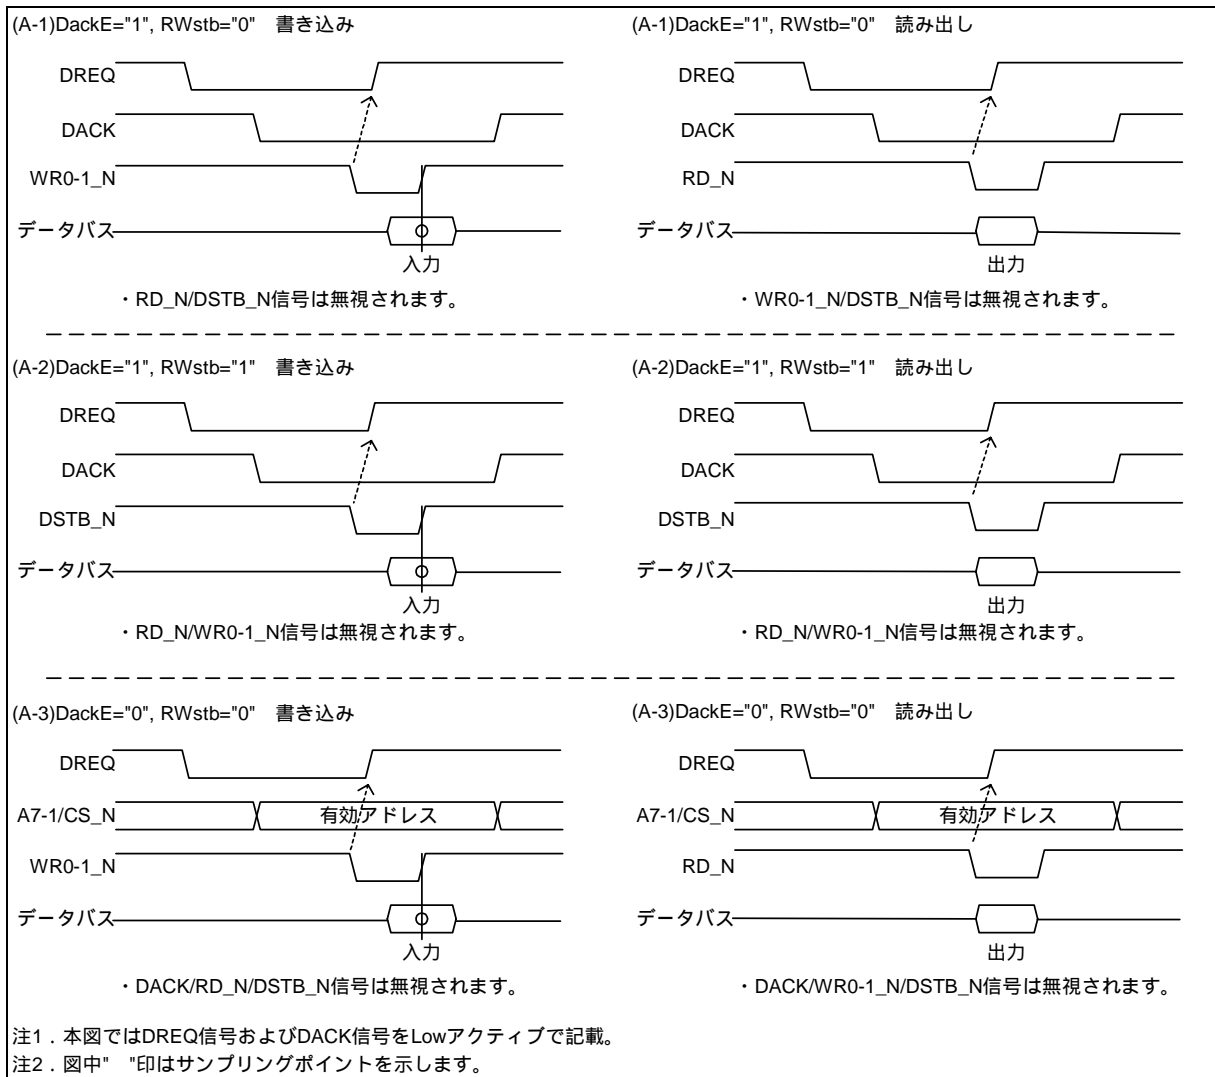 (A-1)DackE="1", RWstb="0"　書き込み
DREQ
DACK
WR0-1_N
データバス
入力
・RD_N/DSTB_N信号は無視されます。
(A-1)DackE="1", RWstb="0"　読み出し
DREQ
DACK
RD_N
データバス
出力
・WR0-1_N/DSTB_N信号は無視されます。
(A-2)DackE="1", RWstb="1"　書き込み
DREQ
DACK
DSTB_N
データバス
入力
・RD_N/WR0-1_N信号は無視されます。
(A-2)DackE="1", RWstb="1"　読み出し
DREQ
DACK
DSTB_N
データバス
出力
・RD_N/WR0-1_N信号は無視されます。
(A-3)DackE="0", RWstb="0"　書き込み
DREQ
A7-1/CS_N
有効アドレス
WR0-1_N
データバス
入力
・DACK/RD_N/DSTB_N信号は無視されます。
(A-3)DackE="0", RWstb="0"　読み出し
DREQ
A7-1/CS_N
有効アドレス
RD_N
データバス
出力
・DACK/WR0-1_N/DSTB_N信号は無視されます。
注1．本図ではDREQ信号およびDACK信号をLowアクティブで記載。
注2．図中"　"印はサンプリングポイントを示します。